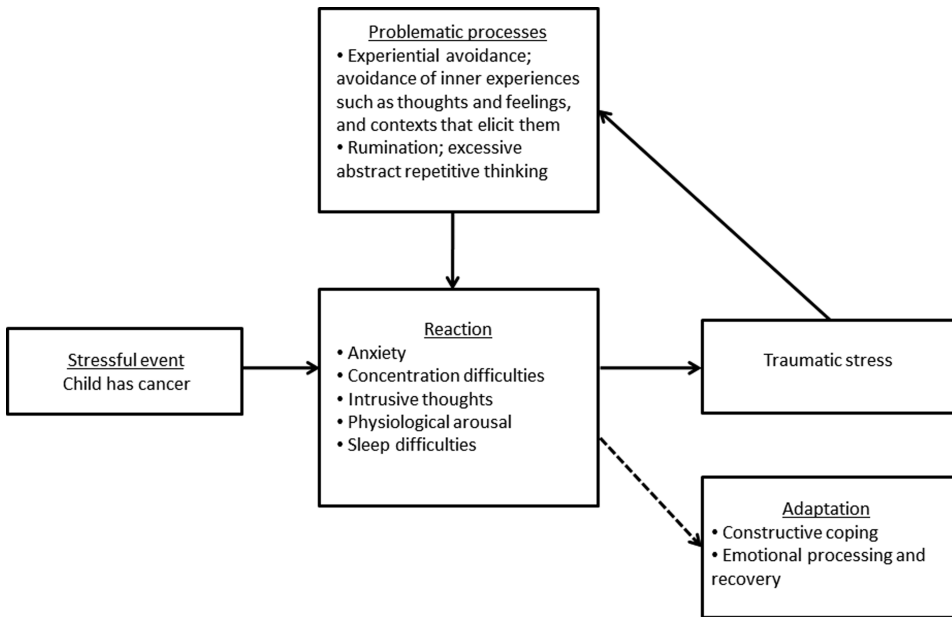 Problematic processes
• Experiential avoidance;
avoidance of inner experiences
such as thoughts and feelings,
and contexts that elicit them
• Rumination; excessive
abstract repetitive thinking
Stressful event
Child has cancer
Reaction
• Anxiety
• Concentration difficulties
• Intrusive thoughts
• Physiological arousal
• Sleep difficulties
Traumatic stress
Adaptation
• Constructive coping
• Emotional processing and
recovery